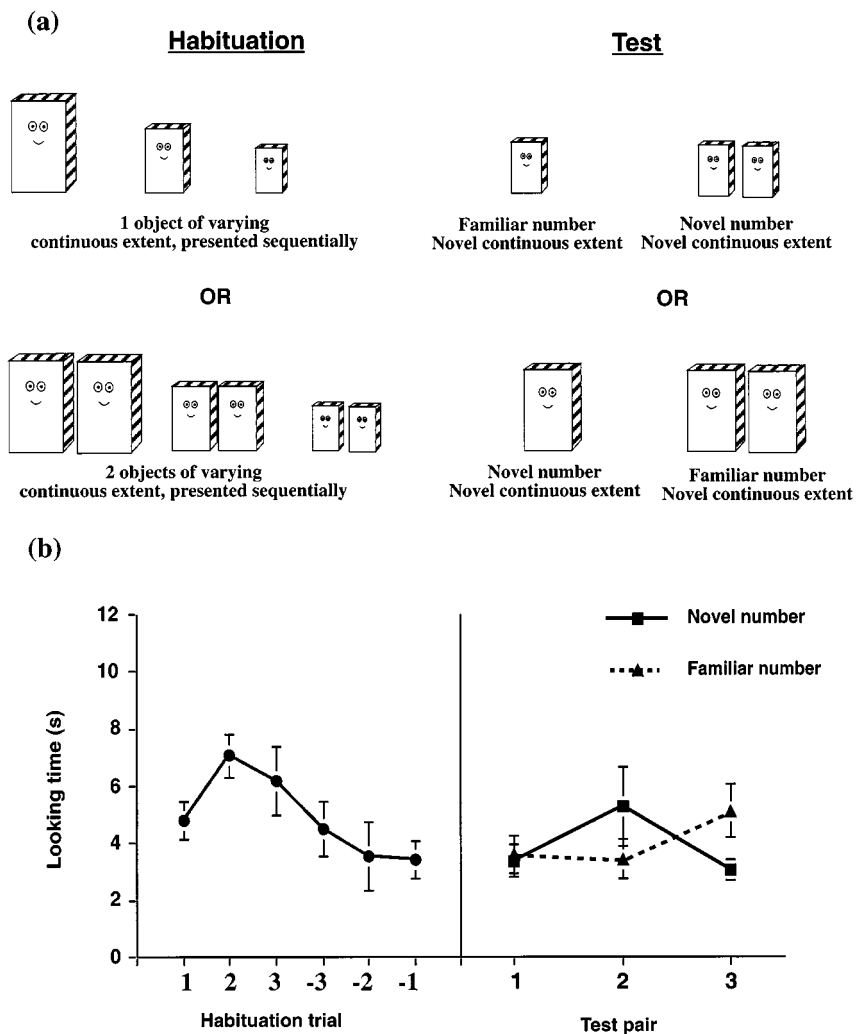 (a)
Habituation
Test
1 object of varying
continuous extent, presented sequentially
Familiar number
Novel continuous extent
Novel number
Novel continuous extent
OR
OR
2 objects of varying
continuous extent, presented sequentially
Novel number
Novel continuous extent
Familiar number
Novel continuous extent
(b)
12
10
8
6
4
2
0
Looking time (s)
Novel number
Familiar number
1 2 3 -3 -2 -1
Habituation trial
1 2 3
Test pair